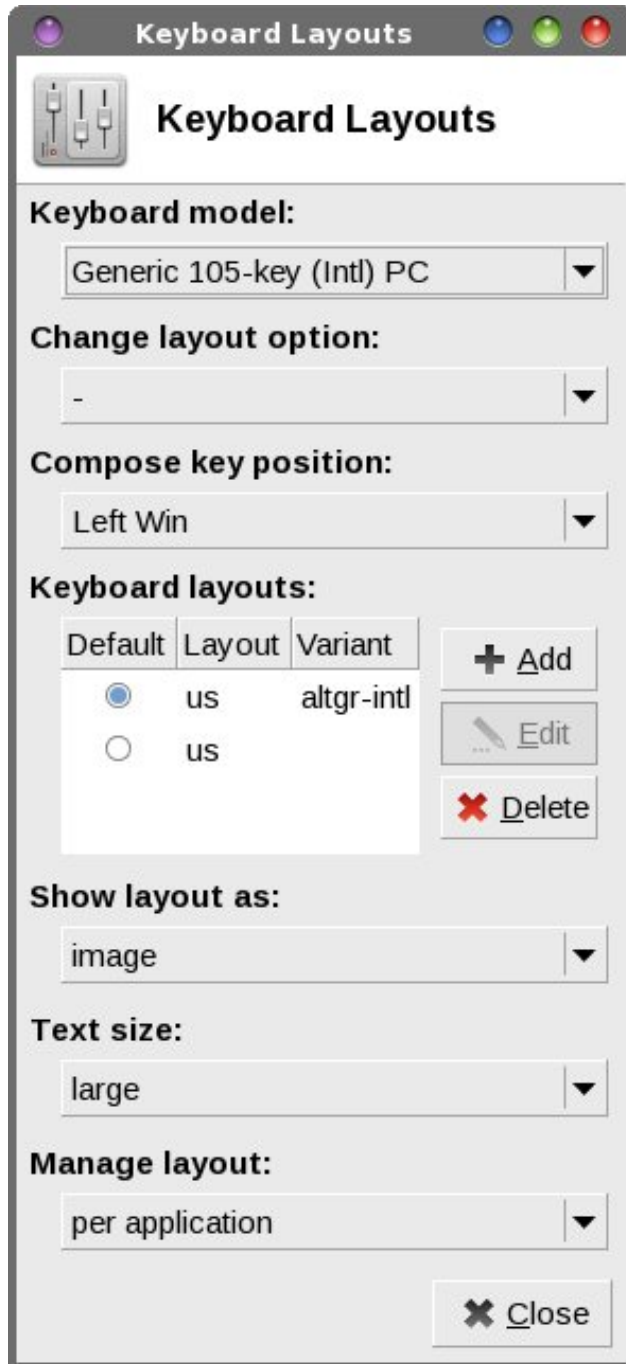 Keyboard Layouts
Keyboard Layouts
Keyboard model:
Generic 105-key (Intl) PC
Change layout option:
-
Compose key position:
Left Win
Keyboard layouts:
Default Layout Variant
us altgr-intl
us
Add
Edit
Delete
Show layout as:
image
Text size:
large
Manage layout:
per application
Close